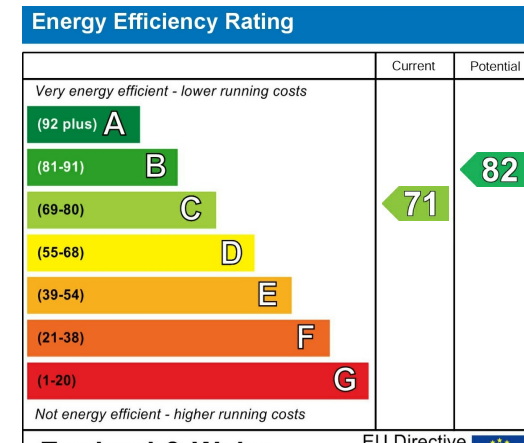 Energy Efficiency Rating
Current Potential
Very energy efficient - lower running costs
(92 plus) A
(81-91) B
82
(69-80) C
71
(55-68) D
(39-54) E
(21-38) F
(1-20) G
Not energy efficient - higher running costs
EU Directive